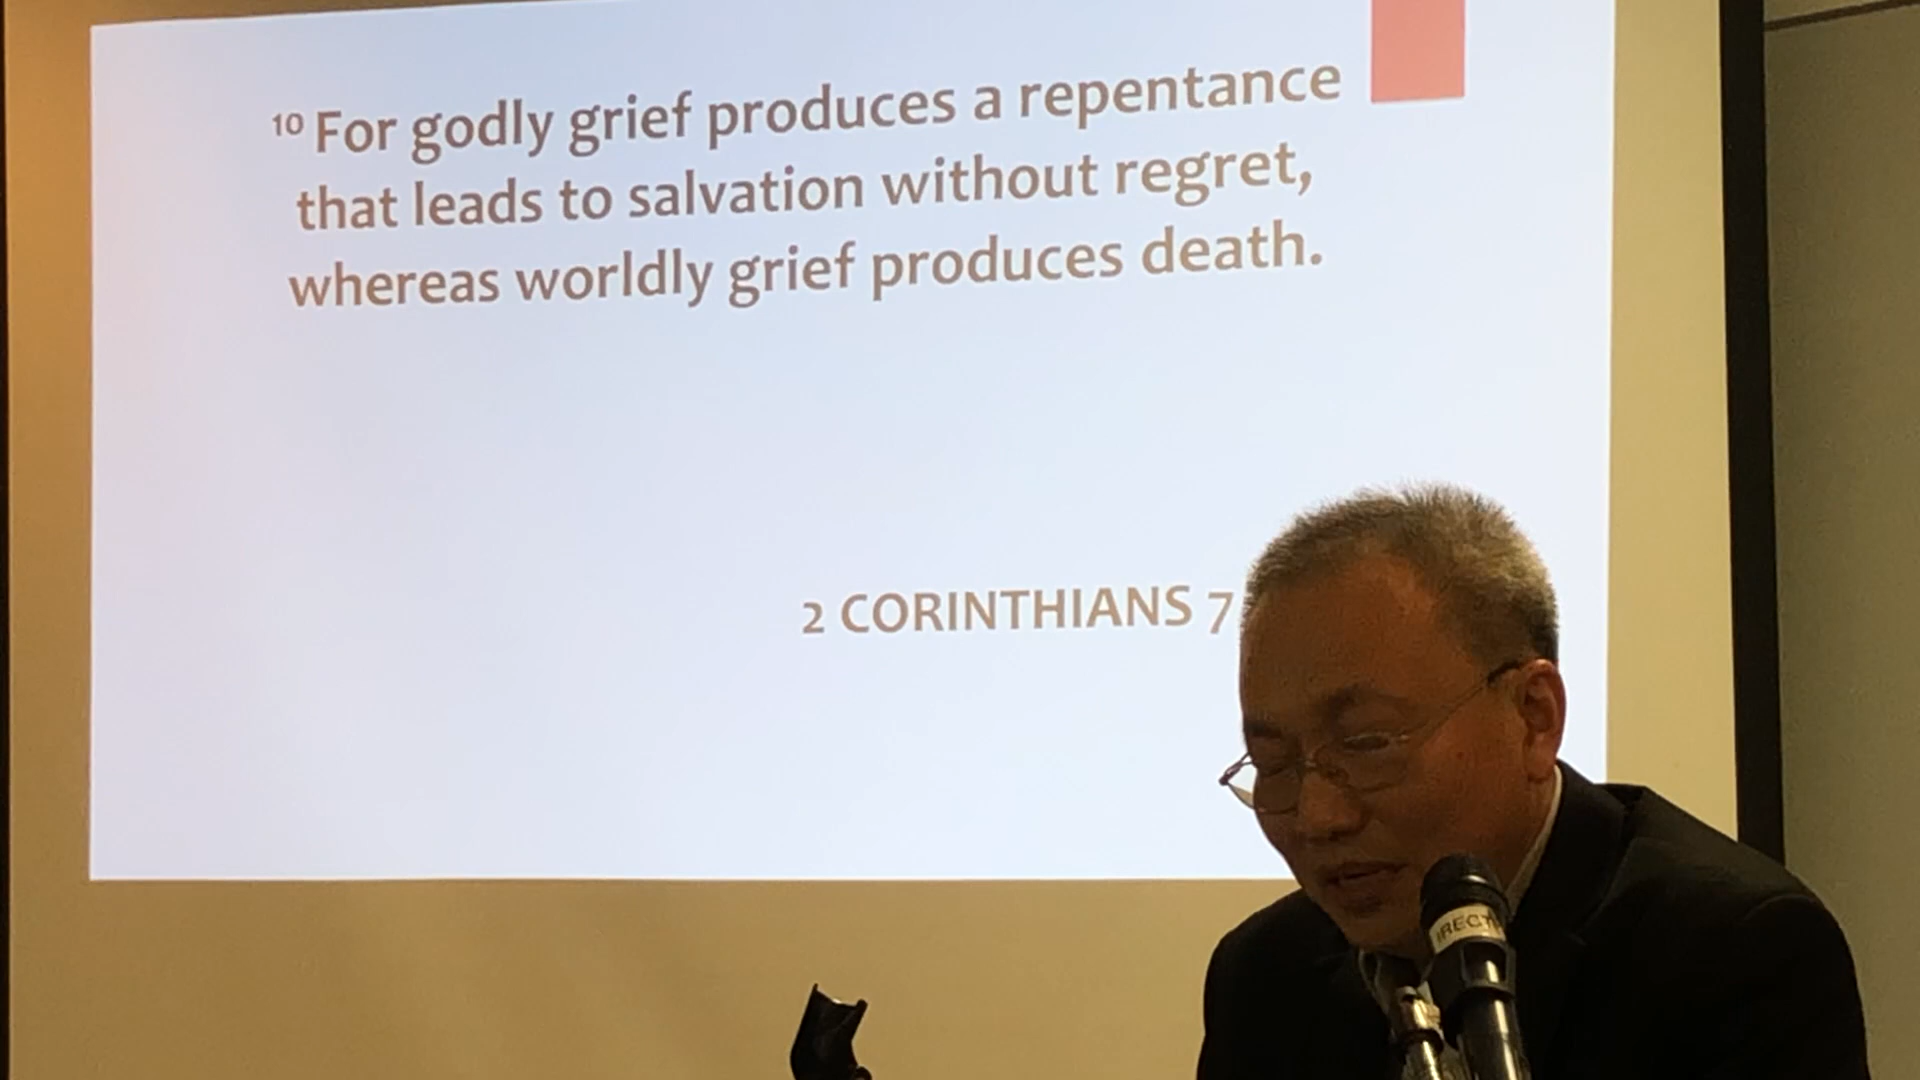 10 For godly grief produces a repentance
that leads to salvation without regret,
whereas worldly grief produces death.
2 CORINTHIANS 7